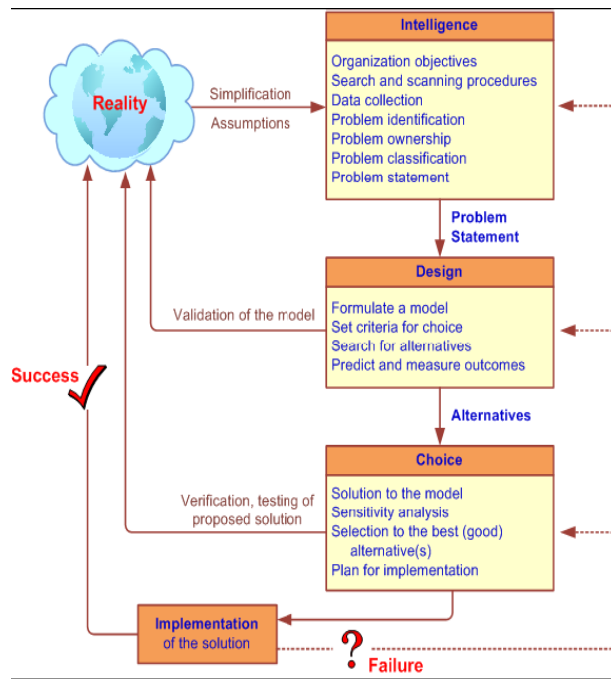 Intelligence
Organization objectives
Search and scanning procedures
Data collection
Problem identification
Problem ownership
Problem classification
Problem statement
Reality
Simplification
Assumptions
Problem
Statement
Design
Formulate a model
Set criteria for choice
Search for alternatives
Predict and measure outcomes
Validation of the model
Success
Alternatives
Choice
Solution to the model
Sensitivity analysis
Selection to the best (good)
alternative(s)
Plan for implementation
Verification, testing of
proposed solution
Implementation
of the solution
?
Failure